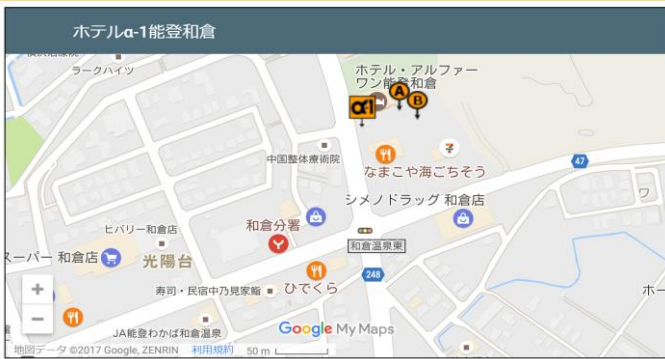 ホテルα-1能登和倉
ラークハイツ
ホテル・アルファー
ワン能登和倉
α-1
A
B
中国整体療術院
なまこや海ごちそう
47
シメノドラッグ 和倉店
ワ
ヒバリー和倉店
和倉分署
和倉温泉東
スーパー 和倉店
光陽台
248
寿司・民宿中乃見家鮨
ひでくら
ホー
+
−
JA能登わかば和倉温泉
Google My Maps
地図データ ©2017 Google, ZENRIN
利用規約
50 m